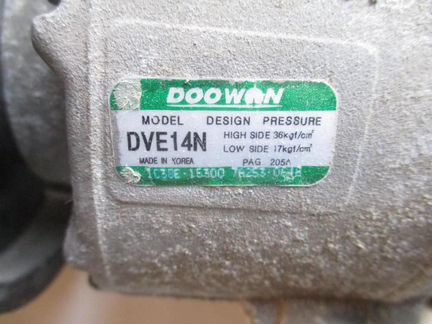 DOOWON
MODEL DESIGN PRESSURE
DVE14N HIGH SIDE 36kgf/cm²
LOW SIDE 17kgf/cm²
MADE IN KOREA PAG 205A